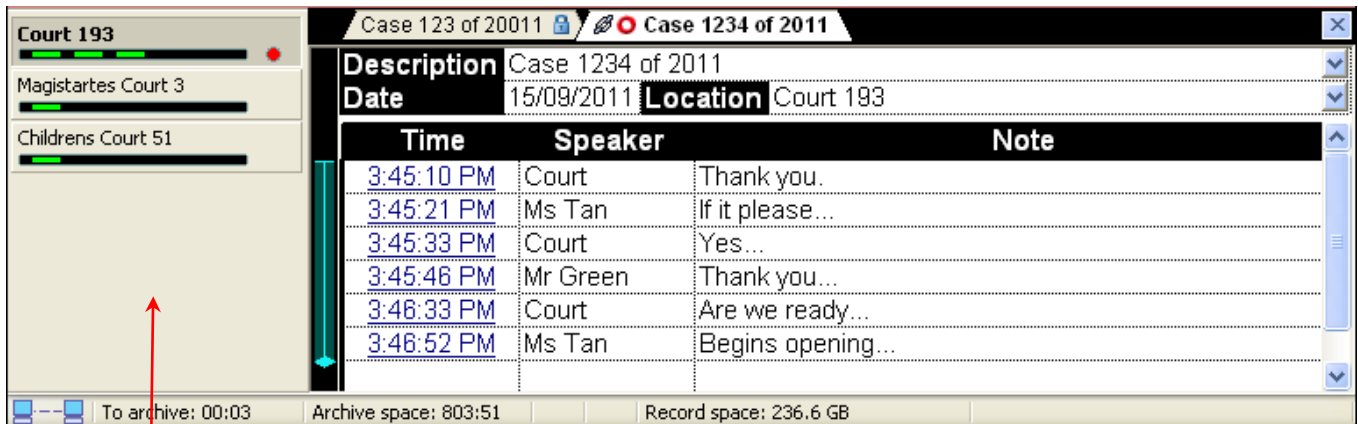 Court 193
Magistartes Court 3
Childrens Court 51
Case 123 of 20011 Case 1234 of 2011
Description Case 1234 of 2011
Date 15/09/2011 Location Court 193
Time Speaker Note
3:45:10 PM Court Thank you.
3:45:21 PM Ms Tan If it please...
3:45:33 PM Court Yes...
3:45:46 PM Mr Green Thank you...
3:46:33 PM Court Are we ready...
3:46:52 PM Ms Tan Begins opening...
To archive: 00:03 Archive space: 803:51 Record space: 236.6 GB